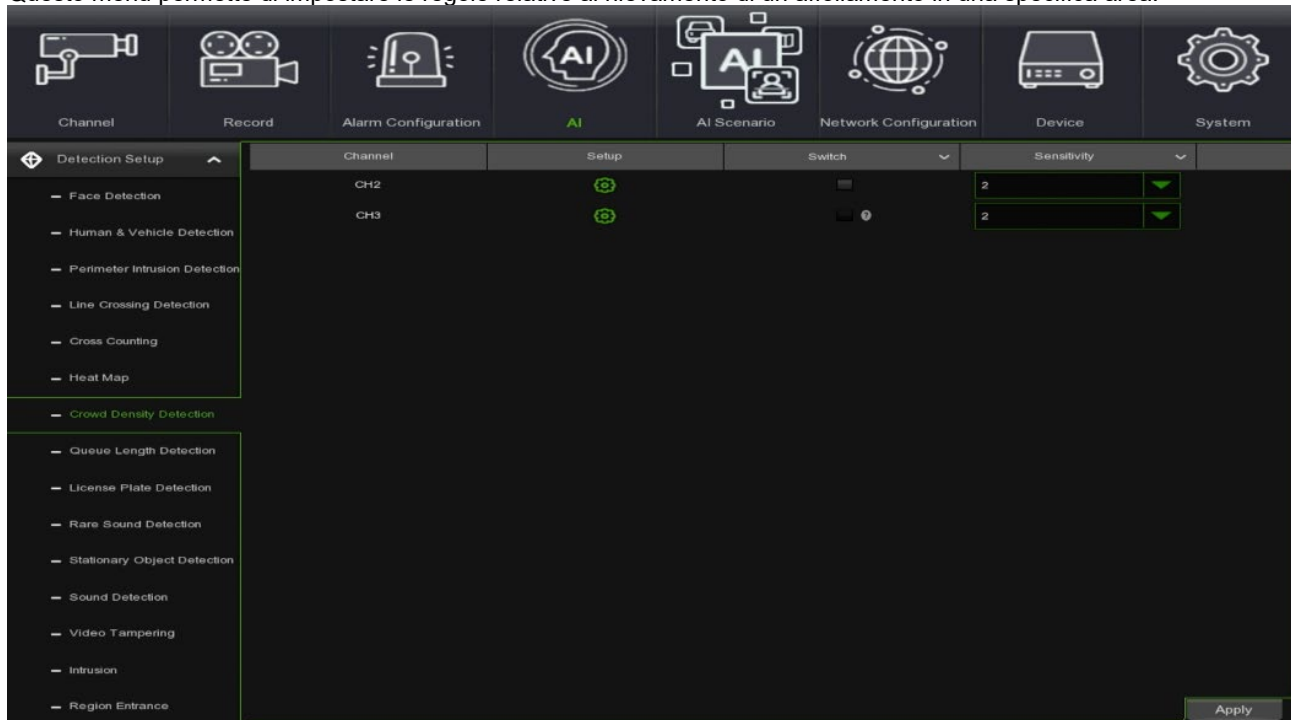 Questo menu permette di impostare le regole relative al rilevamento di un affollamento in una specifica area.
Channel Record Alarm Configuration AI AI Scenario Network Configuration Device System
Detection Setup
Channel Setup Switch Sensitivity
CH2 2
CH3 2
Face Detection
Human & Vehicle Detection
Perimeter Intrusion Detection
Line Crossing Detection
Cross Counting
Heat Map
Crowd Density Detection
Queue Length Detection
License Plate Detection
Rare Sound Detection
Stationary Object Detection
Sound Detection
Video Tampering
Intrusion
Region Entrance
Apply